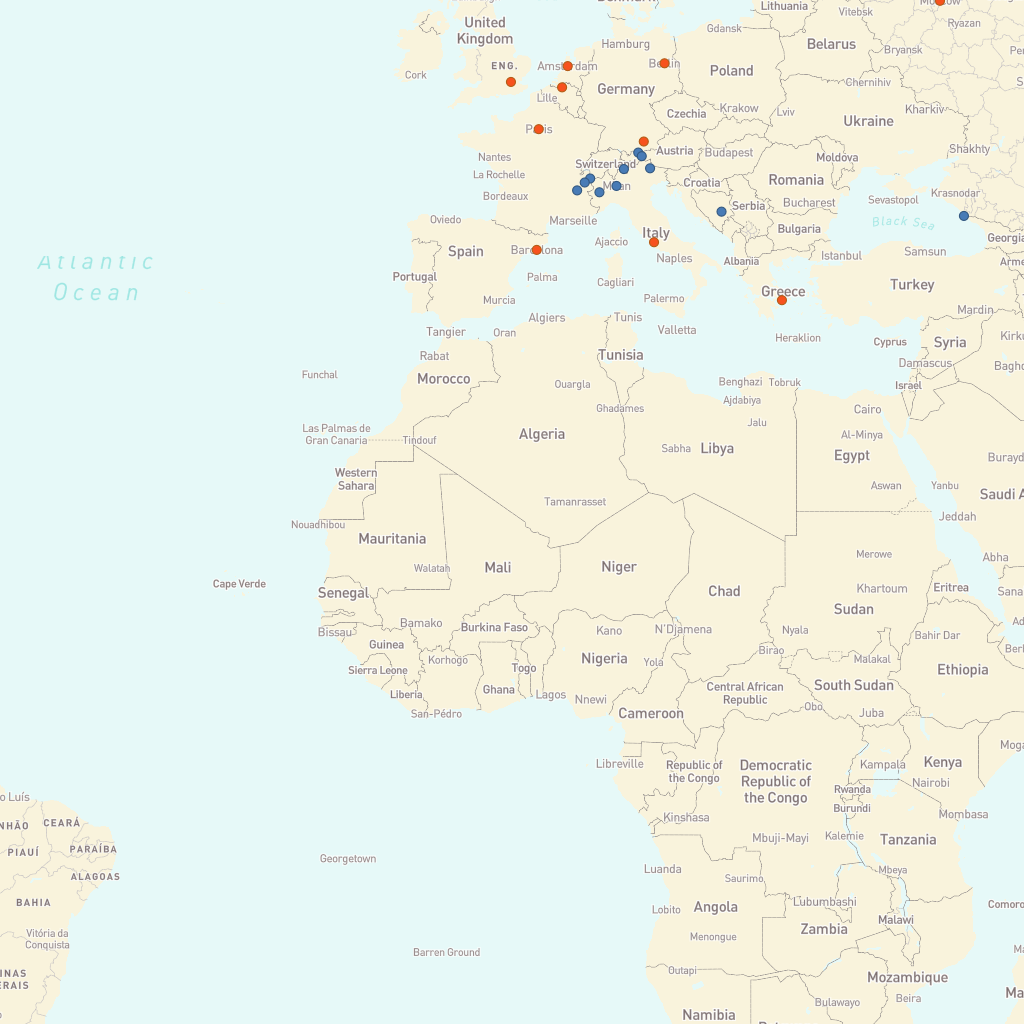 Lithuania
Moscow
Vitebsk
Ryazan
United
Kingdom
Gdansk
Hamburg
Belarus
Bryansk
Cork
ENG.
Amsterdam
Berlin
Poland
Chernihiv
Germany
Lille
Krakow
Lviv
Kharkiv
Czechia
Ukraine
Paris
Austria
Budapest
Shakhty
Nantes
Switzerland
Moldova
La Rochelle
Milan
Croatia
Romania
Bordeaux
Serbia
Bucharest
Sevastopol
Krasnodar
Oviedo
Marseille
Bulgaria
Black Sea
Ajaccio
Italy
Georgia
Spain
Barcelona
Naples
Albania
Istanbul
Samsun
Atlantic
Ocean
Portugal
Palma
Cagliari
Greece
Turkey
Murcia
Palermo
Mardin
Tangier
Oran
Algiers
Tunis
Valletta
Heraklion
Cyprus
Syria
Rabat
Tunisia
Damascus
Funchal
Morocco
Ouargla
Benghazi
Tobruk
Israel
Ajdabiya
Ghadames
Cairo
Jalu
Las Palmas de
Gran Canaria
Tindouf
Algeria
Sabha
Libya
Al-Minya
Egypt
Western
Sahara
Aswan
Yanbu
Saudi A
Tamanrasset
Nouadhibou
Jeddah
Mauritania
Merowe
Abha
Walatah
Mali
Niger
Cape Verde
Senegal
Chad
Khartoum
Eritrea
Sudan
Bissau
Bamako
Burkina Faso
Kano
N'Djamena
Nyala
Bahir Dar
Guinea
Korhogo
Nigeria
Yola
Birao
Malakal
Sierra Leone
Togo
Ethiopia
Liberia
Ghana
Lagos
Nnewi
Central African
Republic
South Sudan
San-Pédro
Cameroon
Obo
Juba
Libreville
Republic of
the Congo
Democratic
Republic of
the Congo
Kampala
Kenya
Nairobi
Rwanda
Burundi
o Luís
Kinshasa
Mombasa
NHÃO
CEARÁ
Mbuji-Mayi
Kalemie
Tanzania
PIAUÍ
PARAÍBA
Georgetown
Luanda
Saurimo
Mbeya
ALAGOAS
BAHIA
Lobito
Angola
Lubumbashi
Malawi
Comoro
Zambia
Vitória da
Conquista
Menongue
Barren Ground
INAS
ERAIS
Outapi
Mozambique
Bulawayo
Beira
Namibia